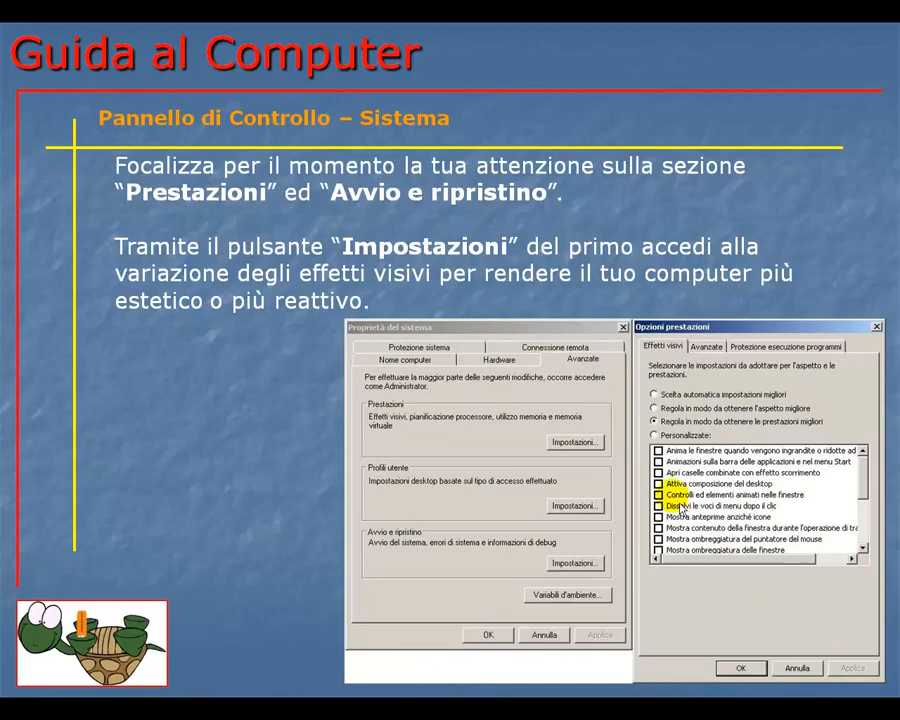 Guida al Computer
Pannello di Controllo – Sistema
Focalizza per il momento la tua attenzione sulla sezione
“Prestazioni” ed “Avvio e ripristino”.
Tramite il pulsante “Impostazioni” del primo accedi alla
variazione degli effetti visivi per rendere il tuo computer più
estetico o più reattivo.
Proprietà del sistema
Protezione sistema
Connessione remota
Nome computer
Hardware
Avanzate
Per effettuare la maggior parte delle seguenti modifiche, occorre accedere
come Administrator.
Prestazioni
Effetti visivi, pianificazione processore, utilizzo memoria e memoria
virtuale
Impostazioni...
Profili utente
Impostazioni desktop basate sul tipo di accesso effettuato
Impostazioni...
Avvio e ripristino
Avvio del sistema, errori di sistema e informazioni di debug
Impostazioni...
Variabili d'ambiente...
OK
Annulla
Applica
Opzioni prestazioni
Effetti visivi
Avanzate
Protezione esecuzione programmi
Selezionare le impostazioni da adottare per l'aspetto e le
prestazioni.
Scelta automatica impostazioni migliori
Regola in modo da ottenere l'aspetto migliore
Regola in modo da ottenere le prestazioni migliori
Personalizzate:
Anima le finestre quando vengono ingrandite o ridotte ad
Animazioni sulla barra delle applicazioni e nel menu Start
Apri caselle combinate con effetto scorrimento
Attiva composizione del desktop
Controlli ed elementi animati nelle finestre
Dissolvi le voci di menu dopo il clic
Mostra anteprime anziché icone
Mostra contenuto della finestra durante l'operazione di tra
Mostra ombreggiatura del puntatore del mouse
Mostra ombreggiatura delle finestre
OK
Annulla
Applica